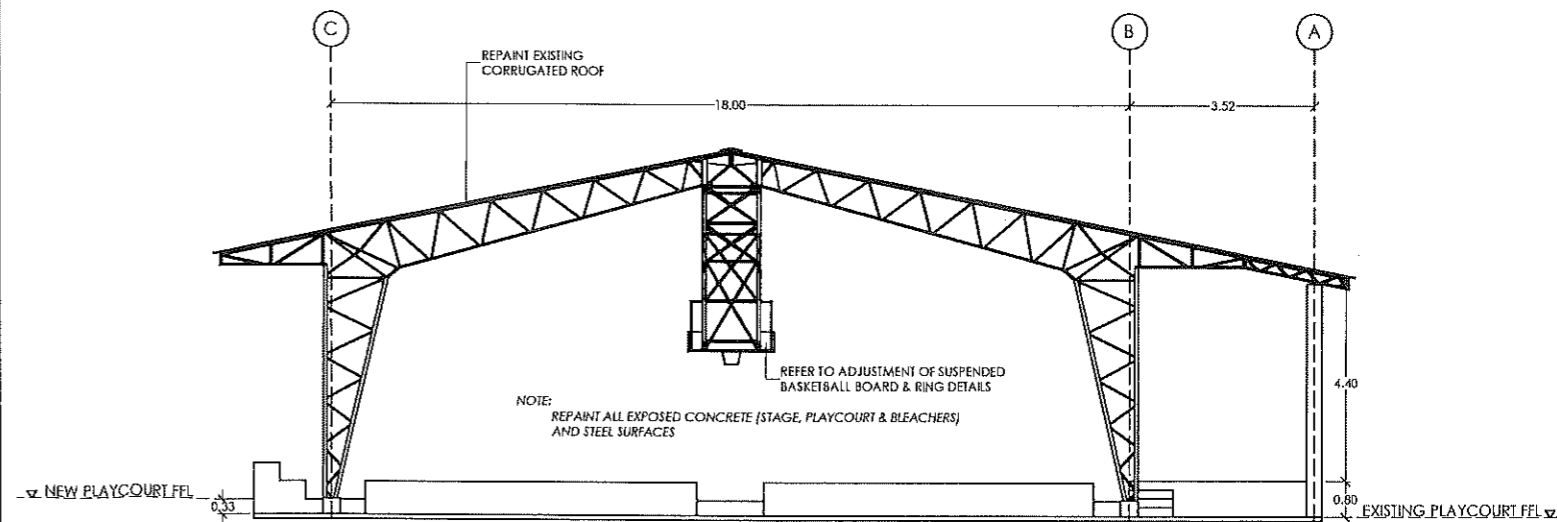 C
B
A
REPAINT EXISTING
CORRUGATED ROOF
18.00
3.52
REFER TO ADJUSTMENT OF SUSPENDED
BASKETBALL BOARD & RING DETAILS
4.40
NOTE:
REPAINT ALL EXPOSED CONCRETE (STAGE, PLAYCOURT & BLEACHERS)
AND STEEL SURFACES
NEW PLAYCOURT FFL
0.33
0.80
EXISTING PLAYCOURT FFL